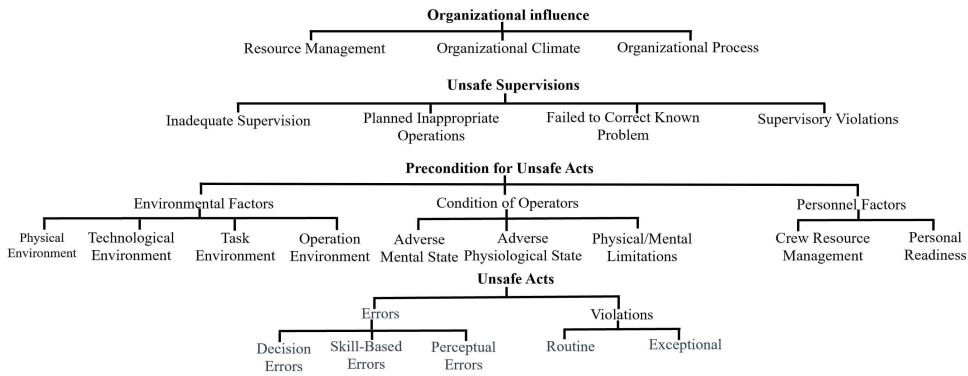 Organizational influence
Resource Management Organizational Climate Organizational Process
Unsafe Supervisions
Inadequate Supervision Planned Inappropriate Operations Failed to Correct Known Problem Supervisory Violations
Precondition for Unsafe Acts
Environmental Factors Condition of Operators Personnel Factors
Physical Environment Technological Environment Task Environment Operation Environment Adverse Mental State Adverse Physiological State Physical/Mental Limitations Crew Resource Management Personal Readiness
Unsafe Acts
Errors Violations
Decision Errors Skill-Based Errors Perceptual Errors Routine Exceptional